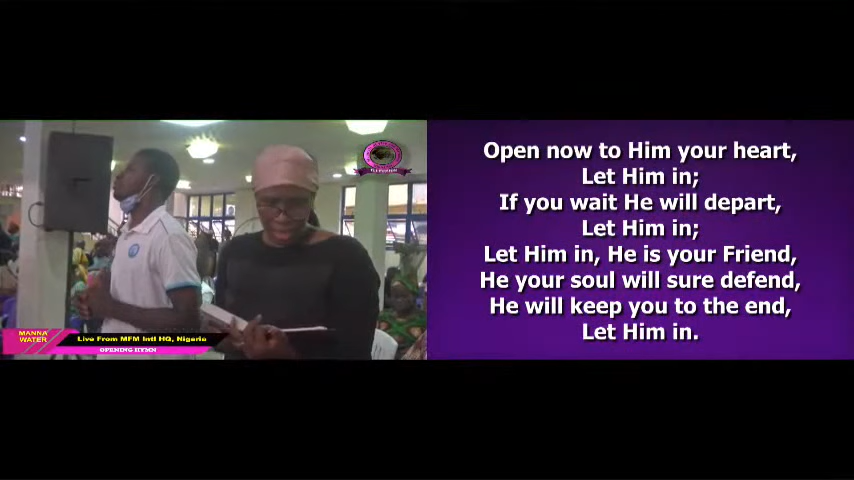 MANNA
WATER
Live From MFM Intl HQ, Nigeria
OPENING HYMN
Open now to Him your heart,
Let Him in;
If you wait He will depart,
Let Him in;
Let Him in, He is your Friend,
He your soul will sure defend,
He will keep you to the end,
Let Him in.